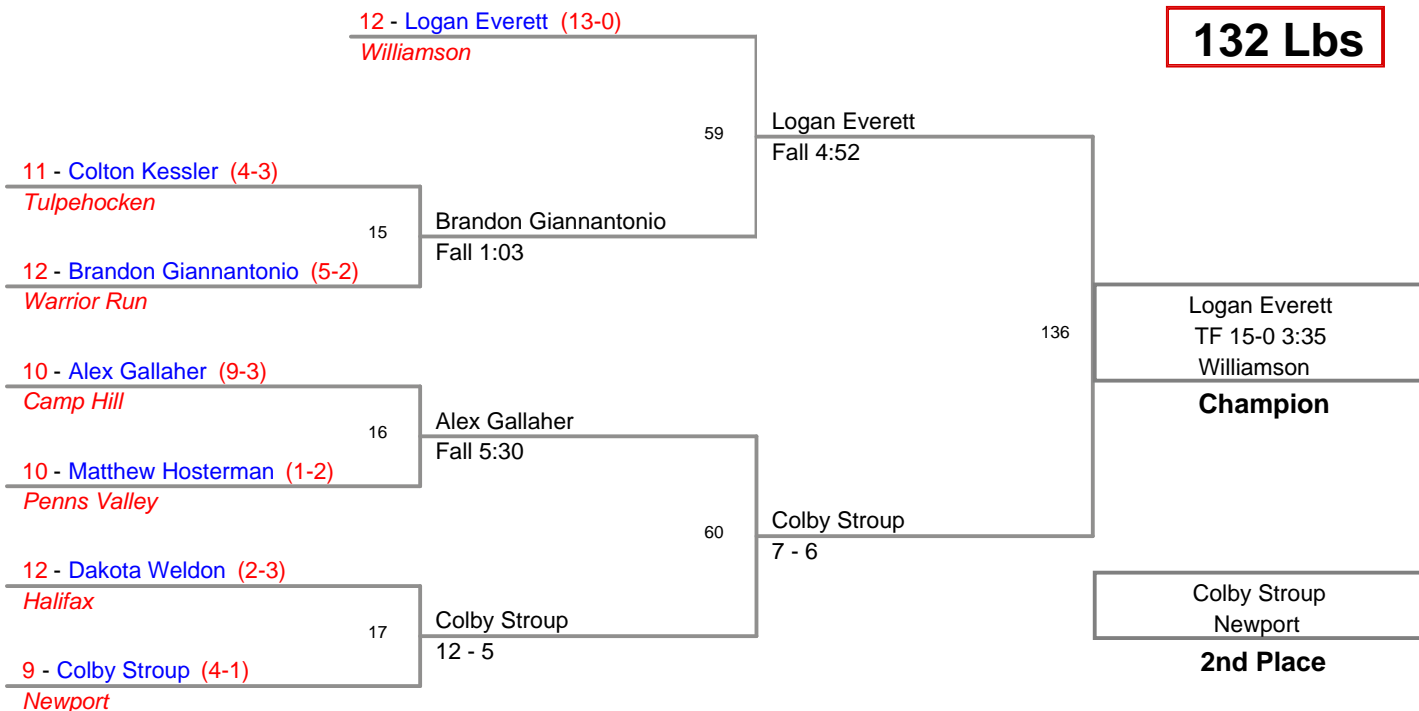 12 - Logan Everett (13-0)
Williamson
132 Lbs
59
Logan Everett
Fall 4:52
11 - Colton Kessler (4-3)
Tulpehocken
15
Brandon Giannantonio
Fall 1:03
12 - Brandon Giannantonio (5-2)
Warrior Run
136
Logan Everett
TF 15-0 3:35
Williamson
Champion
10 - Alex Gallaher (9-3)
Camp Hill
16
Alex Gallaher
Fall 5:30
10 - Matthew Hosterman (1-2)
Penns Valley
60
Colby Stroup
7 - 6
12 - Dakota Weldon (2-3)
Halifax
17
Colby Stroup
12 - 5
9 - Colby Stroup (4-1)
Newport
Colby Stroup
Newport
2nd Place